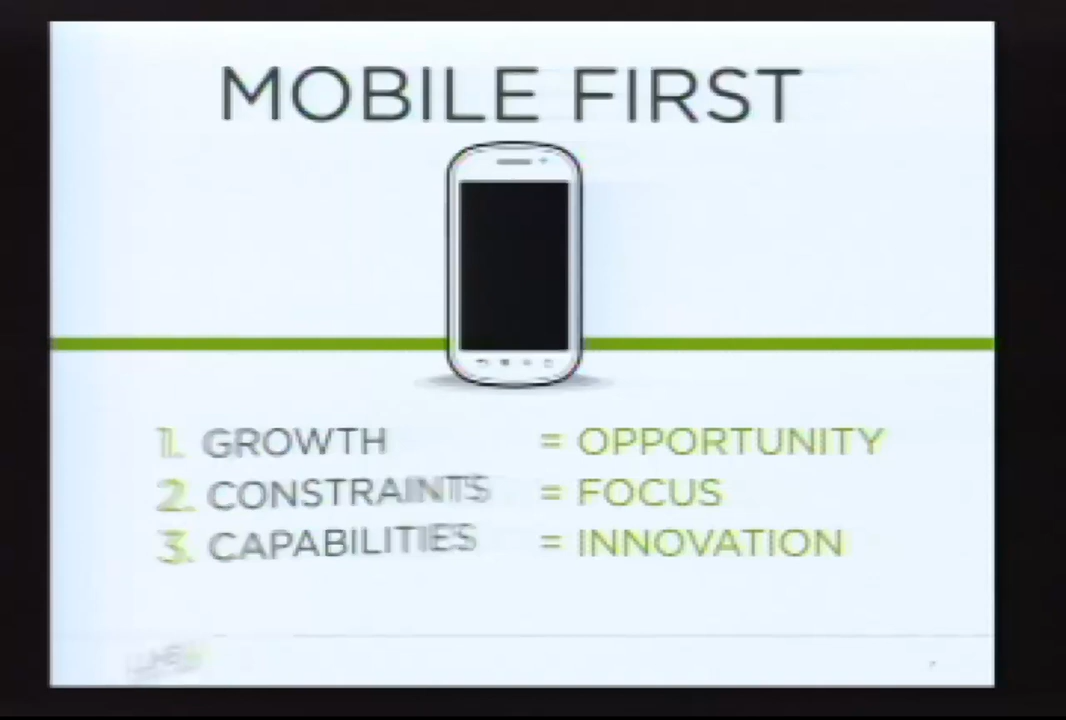 MOBILE FIRST
1. GROWTH = OPPORTUNITY
2. CONSTRAINTS = FOCUS
3. CAPABILITIES = INNOVATION